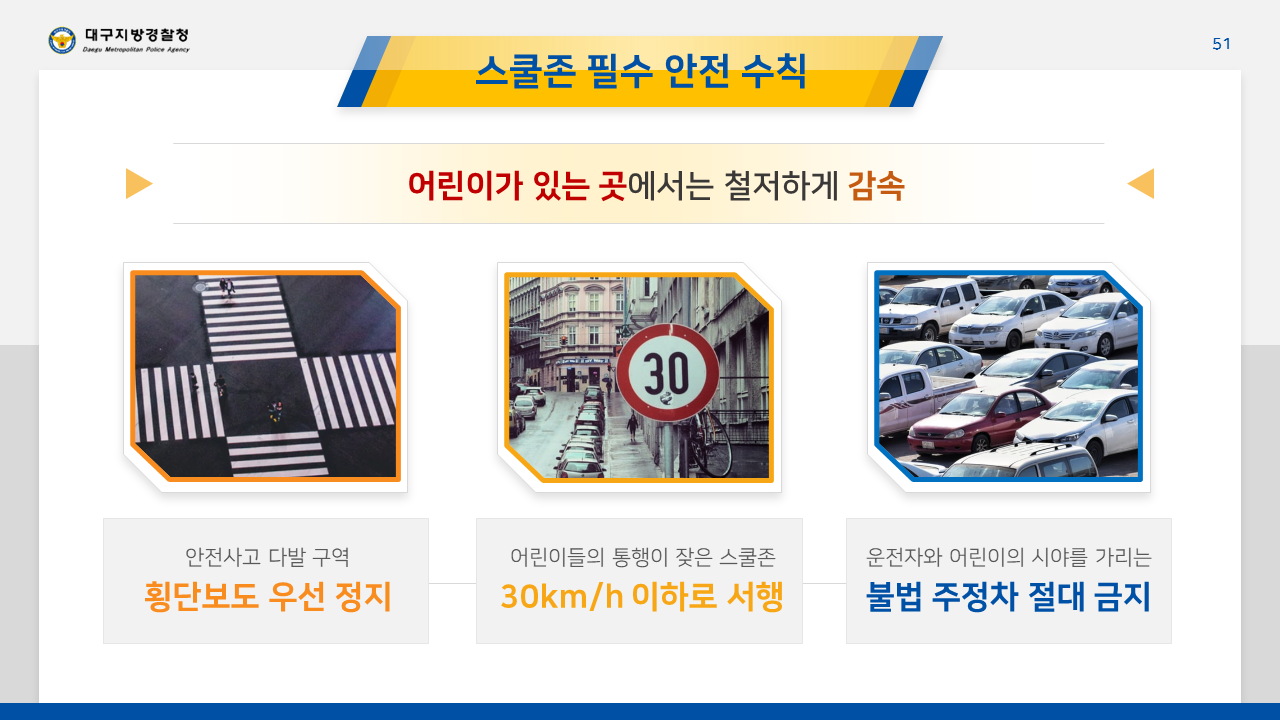 대구지방경찰청
Daegu Metropolitan Police Agency
51
스쿨존 필수 안전 수칙
어린이가 있는 곳에서는 철저하게 감속
30
안전사고 다발 구역
횡단보도 우선 정지
어린이들의 통행이 잦은 스쿨존
30km/h 이하로 서행
운전자와 어린이의 시야를 가리는
불법 주정차 절대 금지